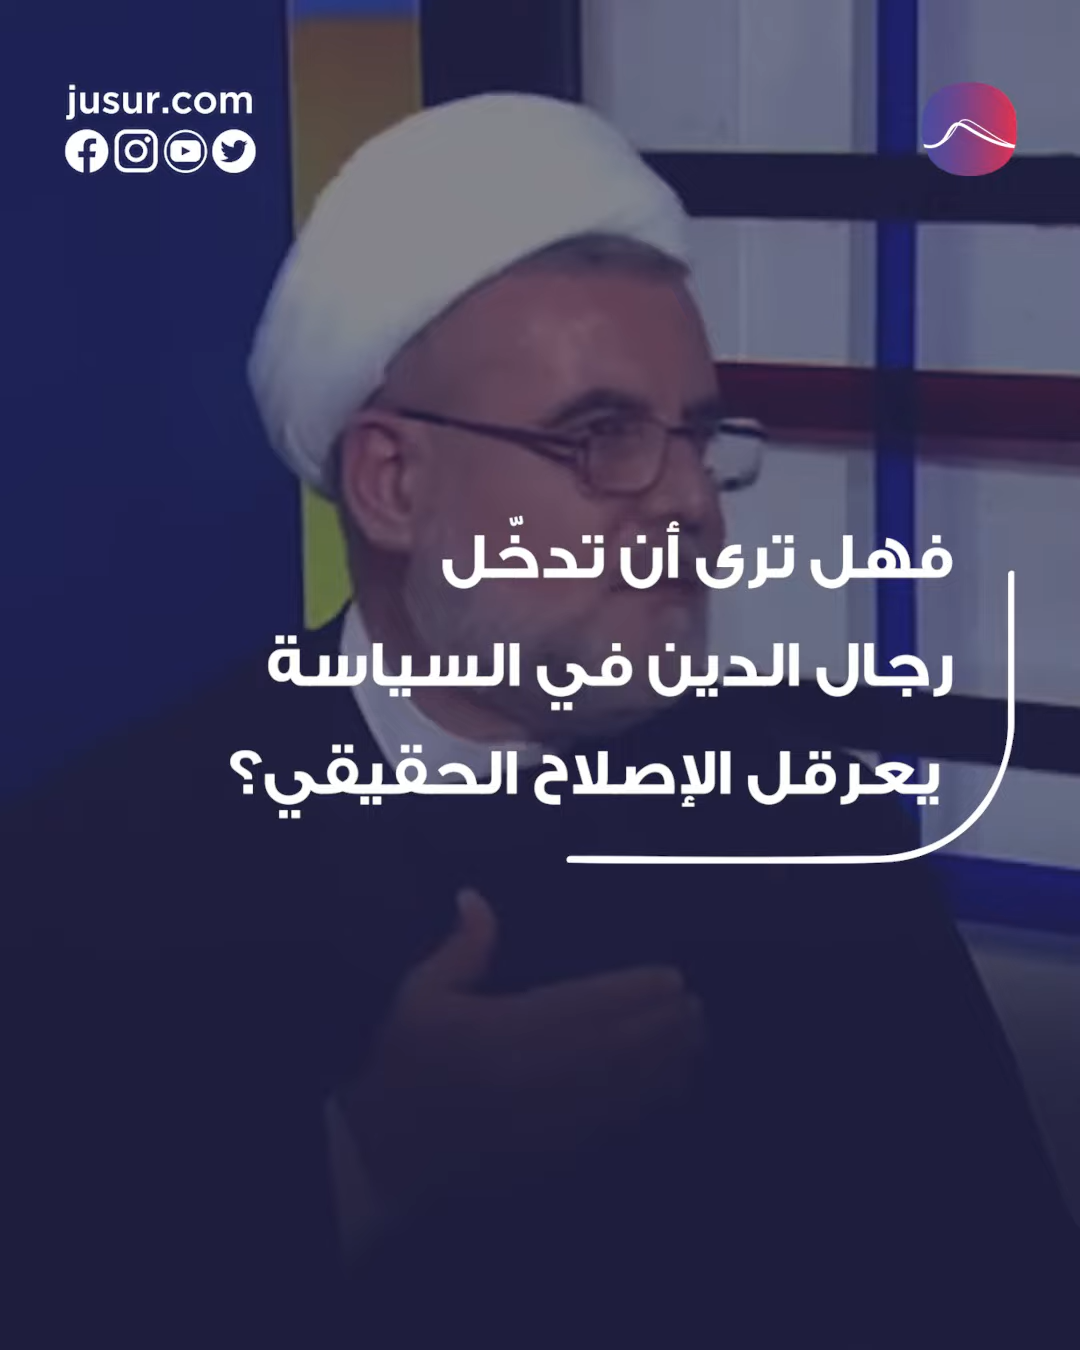 jusur.com
فهل ترى أن تدخّل
رجال الدين في السياسة
يعرقل الإصلاح الحقيقي؟